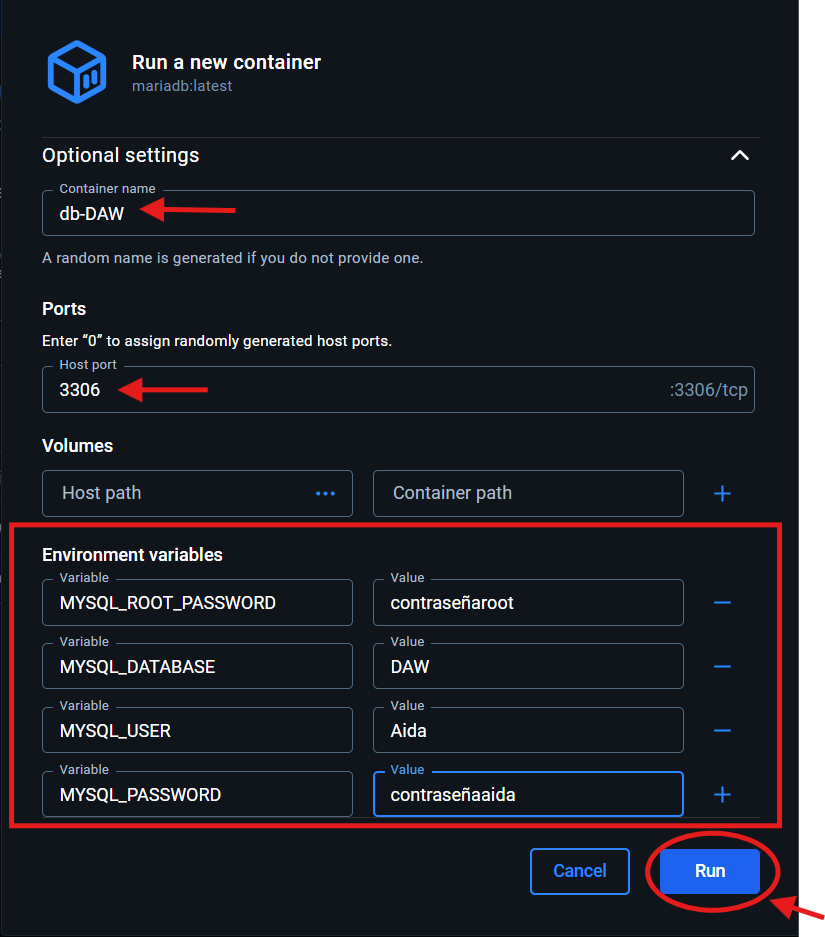 Run a new container
mariadb:latest
Optional settings
Container name
db-DAW
A random name is generated if you do not provide one.
Ports
Enter “0” to assign randomly generated host ports.
Host port
3306 :3306/tcp
Volumes
Host path ... Container path +
Environment variables
Variable Value
MYSQL_ROOT_PASSWORD contraseñaroot
Variable Value
MYSQL_DATABASE DAW
Variable Value
MYSQL_USER Aida
Variable Value
MYSQL_PASSWORD contraseñaaida
Cancel Run